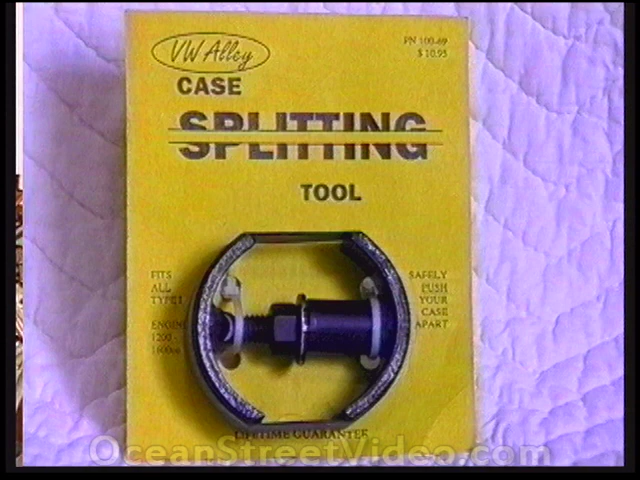 VW Alley
PN 100-69
$ 10.95
CASE
SPLITTING
TOOL
FITS
ALL
TYPE I
ENGINE
1200
1600cc
SAFELY
PUSH
YOUR
CASE
APART
LIFETIME GUARANTEE
OceanStreetVideo.com